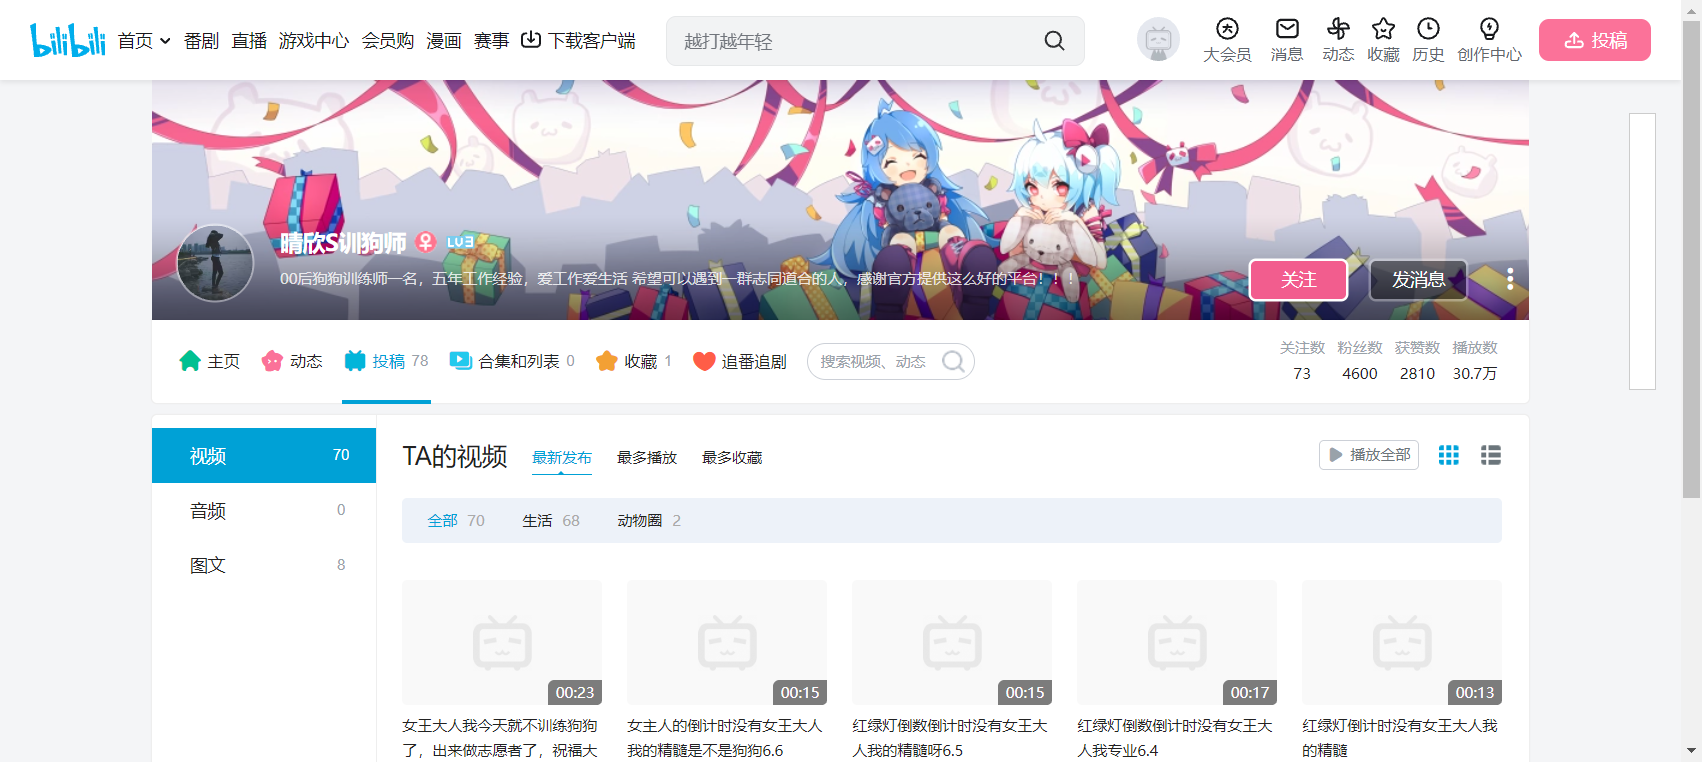 bilibili 首页 番剧 直播 游戏中心 会员购 漫画 赛事 下载客户端 越打越年轻 大会员 消息 动态 收藏 历史 创作中心 投稿
晴欣S训狗师 LV3
00后狗狗训练师一名，五年工作经验，爱工作爱生活 希望可以遇到一群志同道合的人，感谢官方提供这么好的平台！！！
关注 发消息
主页 动态 投稿 78 合集和列表 0 收藏 1 追番追剧 搜索视频、动态
关注数 粉丝数 获赞数 播放数
73 4600 2810 30.7万
视频 70
音频 0
图文 8
TA的视频 最新发布 最多播放 最多收藏 播放全部
全部 70 生活 68 动物圈 2
00:23 00:15 00:15 00:17 00:13
女王大人我今天就不训练狗狗
了，出来做志愿者了，祝福大
女主人的倒计时没有女王大人
我的精髓是不是狗狗6.6
红绿灯倒数倒计时没有女王大
人我的精髓呀6.5
红绿灯倒数倒计时没有女王大
人我专业6.4
红绿灯倒计时没有女王大人我
的精髓